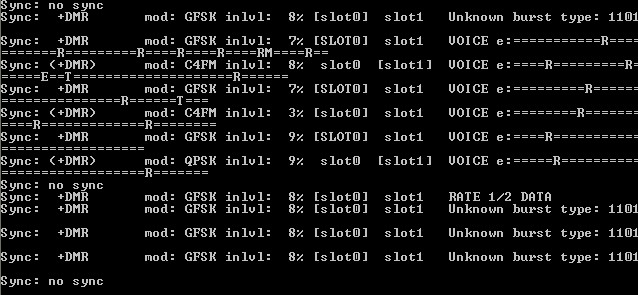 Sync: no sync
Sync:  +DMR      mod: GFSK inlvl:  8% [slot0]  slot1   Unknown burst type: 1101
Sync:  +DMR      mod: GFSK inlvl:  7% [SLOT0]  slot1   VOICE e:===========R=
=======R=========R====R====R====RM====R==
Sync: (+DMR)     mod: C4FM inlvl:  8%  slot0  [slot1]  VOICE e:=========R====
=====E==T====================R======
Sync:  +DMR      mod: GFSK inlvl:  7% [SLOT0]  slot1   VOICE e:=====R=======R
===============R======T===
Sync: (+DMR)     mod: C4FM inlvl:  3% [slot0]  slot1   VOICE e:========R=====
====R=============R========
Sync:  +DMR      mod: GFSK inlvl:  9% [SLOT0]  slot1   VOICE e:====R=========
==================
Sync: (+DMR)     mod: QPSK inlvl:  9%  slot0  [slot1]  VOICE e:=====R=====R==
==================R=======
Sync: no sync
Sync:  +DMR      mod: GFSK inlvl:  8% [slot0]  slot1   RATE 1/2 DATA
Sync:  +DMR      mod: GFSK inlvl:  8% [slot0]  slot1   Unknown burst type: 1101
Sync:  +DMR      mod: GFSK inlvl:  8% [slot0]  slot1   Unknown burst type: 1101
Sync:  +DMR      mod: GFSK inlvl:  8% [slot0]  slot1   Unknown burst type: 1101
Sync: no sync